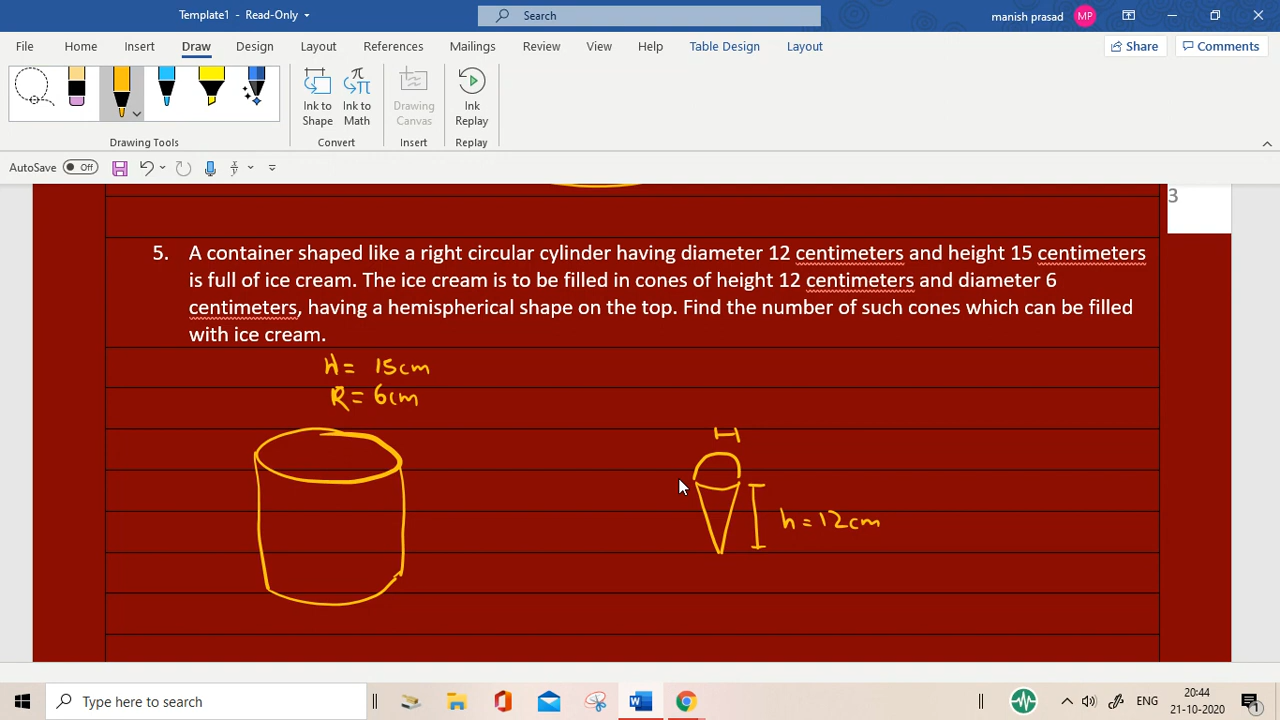 Template1 - Read-Only
Search
manish prasad MP
File Home Insert Draw Design Layout References Mailings Review View Help Table Design Layout Share Comments
Ink to Shape
Ink to Math
Drawing Canvas
Ink Replay
Drawing Tools Convert Insert Replay
AutoSave Off
3
5. A container shaped like a right circular cylinder having diameter 12 centimeters and height 15 centimeters
is full of ice cream. The ice cream is to be filled in cones of height 12 centimeters and diameter 6
centimeters, having a hemispherical shape on the top. Find the number of such cones which can be filled
with ice cream.
H = 15cm
R = 6cm
h = 12cm
Type here to search
ENG
20:44
21-10-2020
1